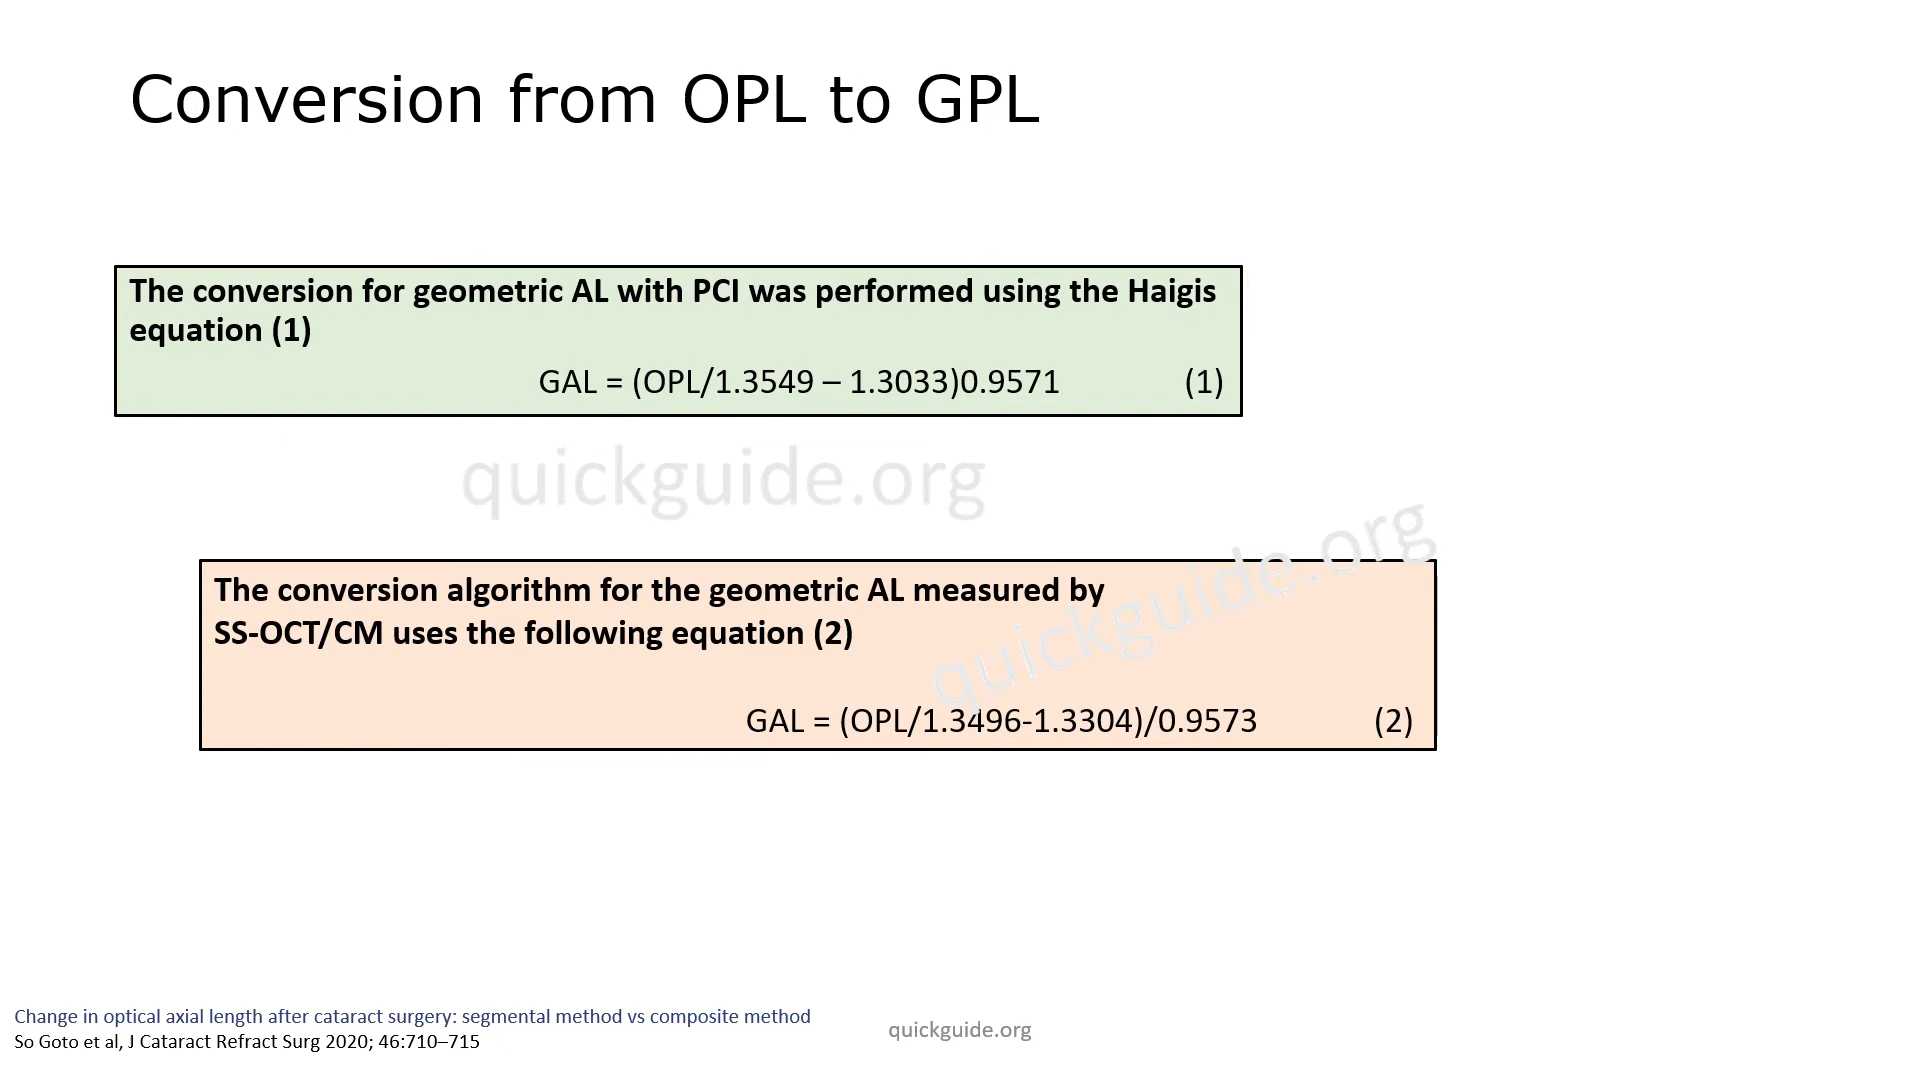 Conversion from OPL to GPL
The conversion for geometric AL with PCI was performed using the Haigis
equation (1)
GAL = (OPL/1.3549 – 1.3033)0.9571 (1)
quickguide.org
quickguide.org
The conversion algorithm for the geometric AL measured by
SS-OCT/CM uses the following equation (2)
GAL = (OPL/1.3496-1.3304)/0.9573 (2)
Change in optical axial length after cataract surgery: segmental method vs composite method
So Goto et al, J Cataract Refract Surg 2020; 46:710–715
quickguide.org